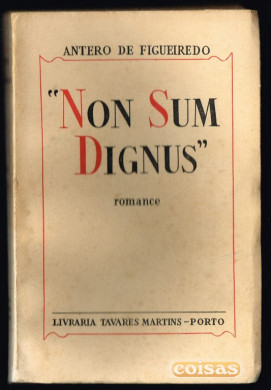 ANTERO DE FIGUEIREDO
"NON SUM
DIGNUS"
romance
LIVRARIA TAVARES MARTINS – PORTO
coisas